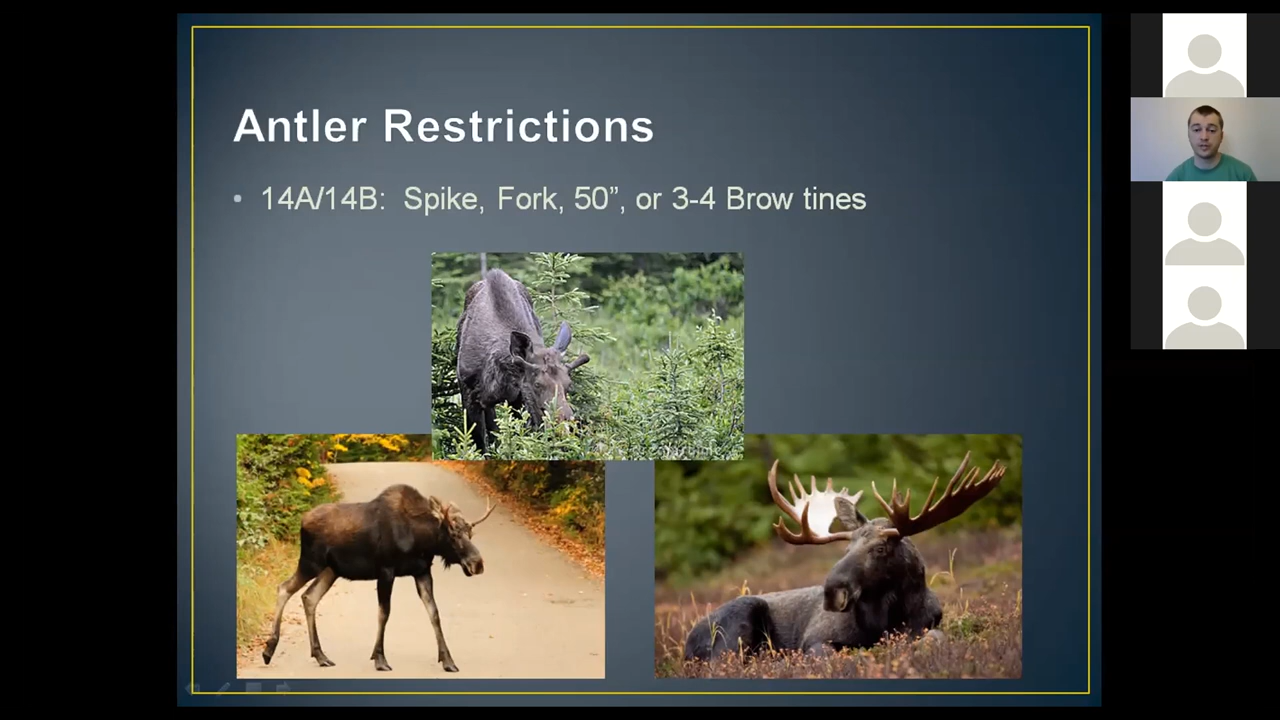 Antler Restrictions
• 14A/14B: Spike, Fork, 50”, or 3-4 Brow tines